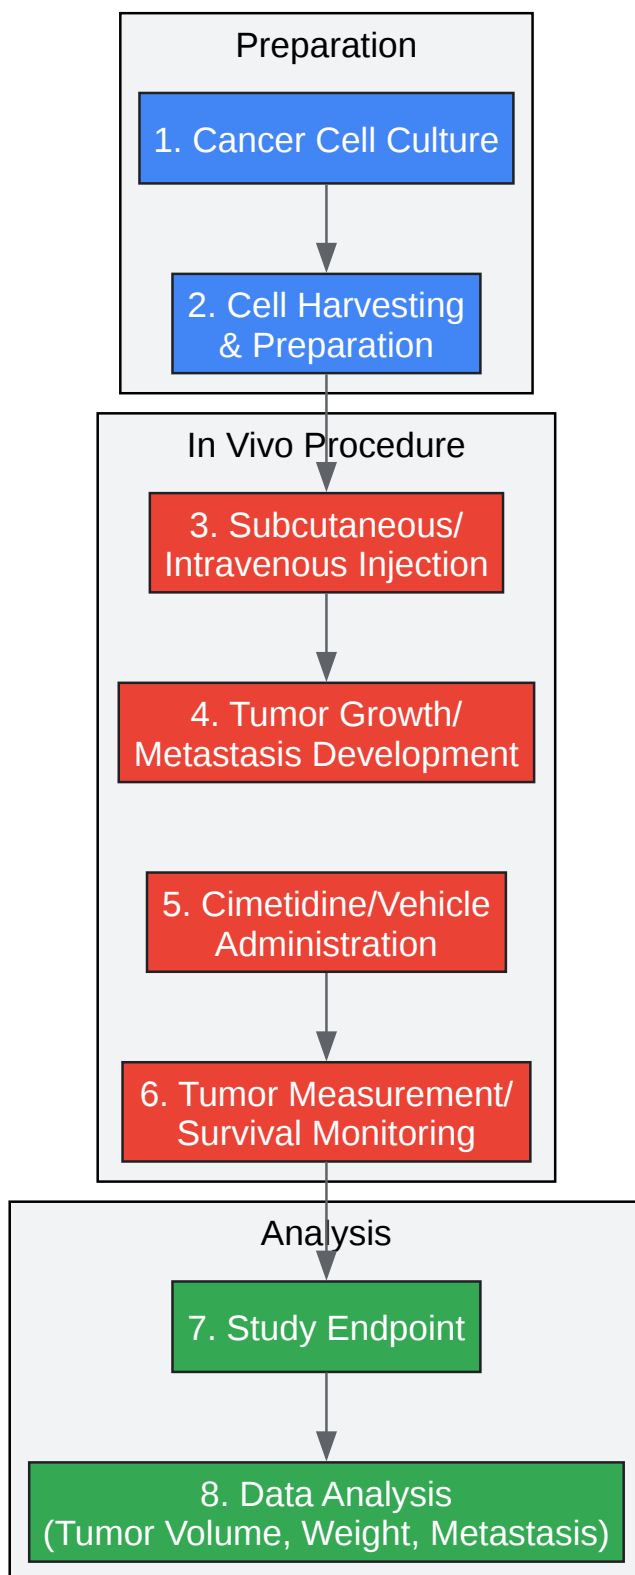 Preparation
1. Cancer Cell Culture
2. Cell Harvesting
& Preparation
In Vivo Procedure
3. Subcutaneous/
Intravenous Injection
4. Tumor Growth/
Metastasis Development
5. Cimetidine/Vehicle
Administration
6. Tumor Measurement/
Survival Monitoring
Analysis
7. Study Endpoint
8. Data Analysis
(Tumor Volume, Weight, Metastasis)